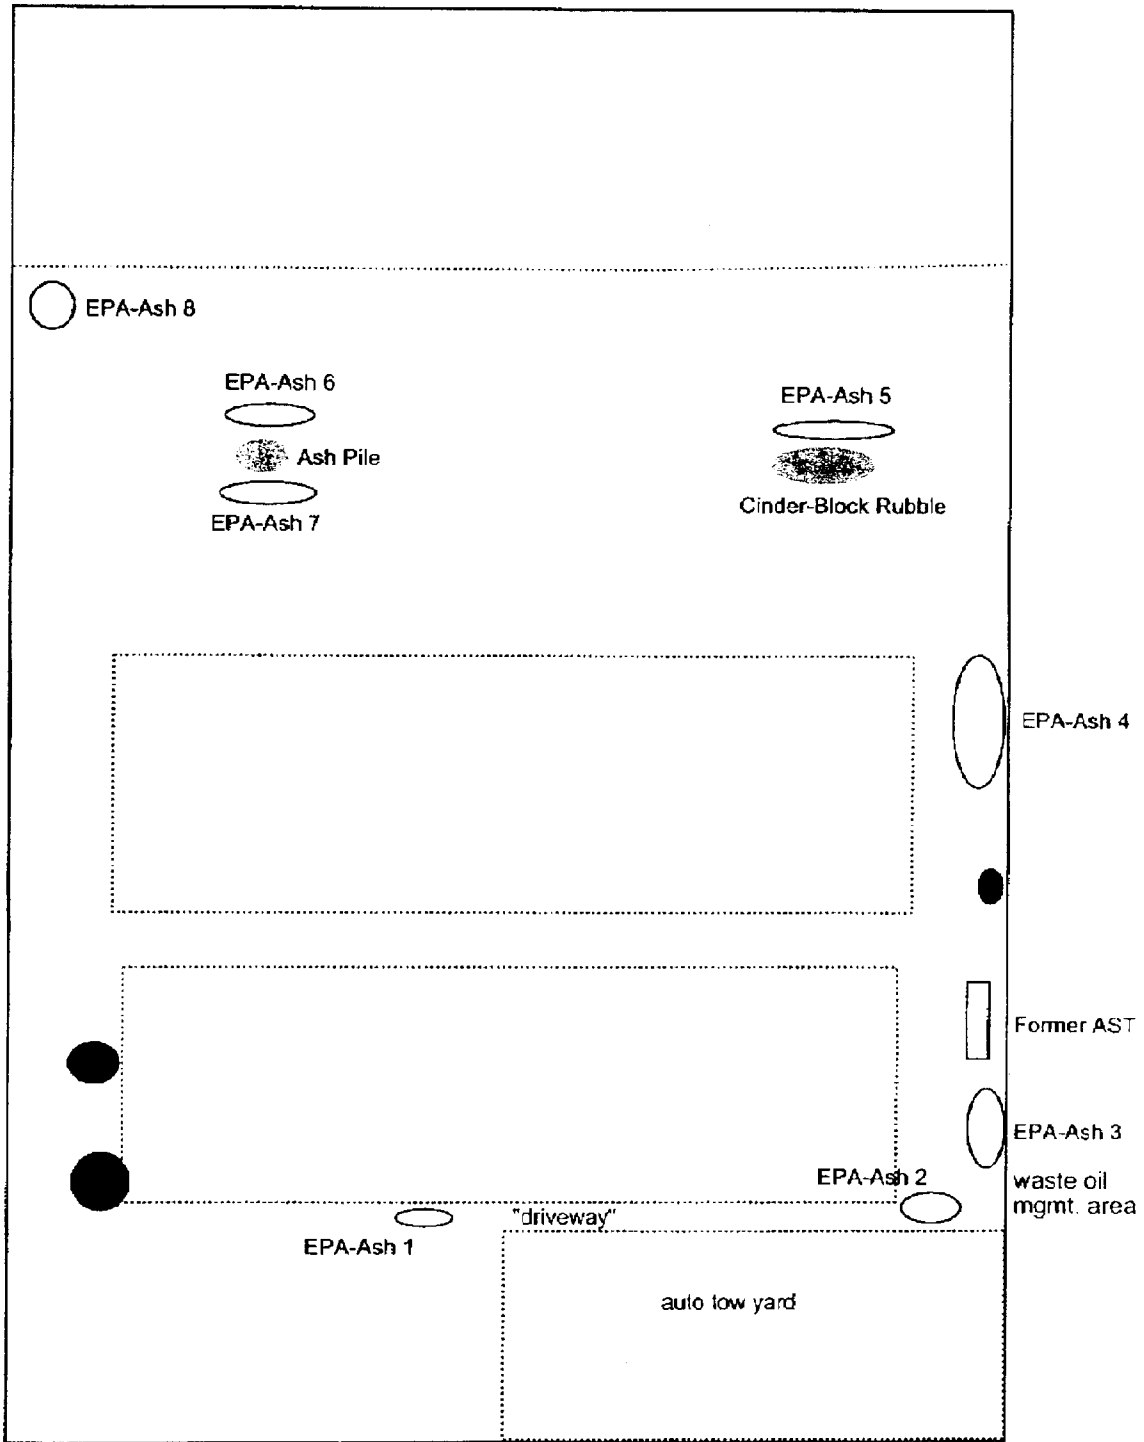 EPA-Ash 8
EPA-Ash 6
EPA-Ash 5
Ash Pile
Cinder-Block Rubble
EPA-Ash 7
EPA-Ash 4
Former AST
EPA-Ash 3
EPA-Ash 2
waste oil
mgmt. area
"driveway"
EPA-Ash 1
auto tow yard